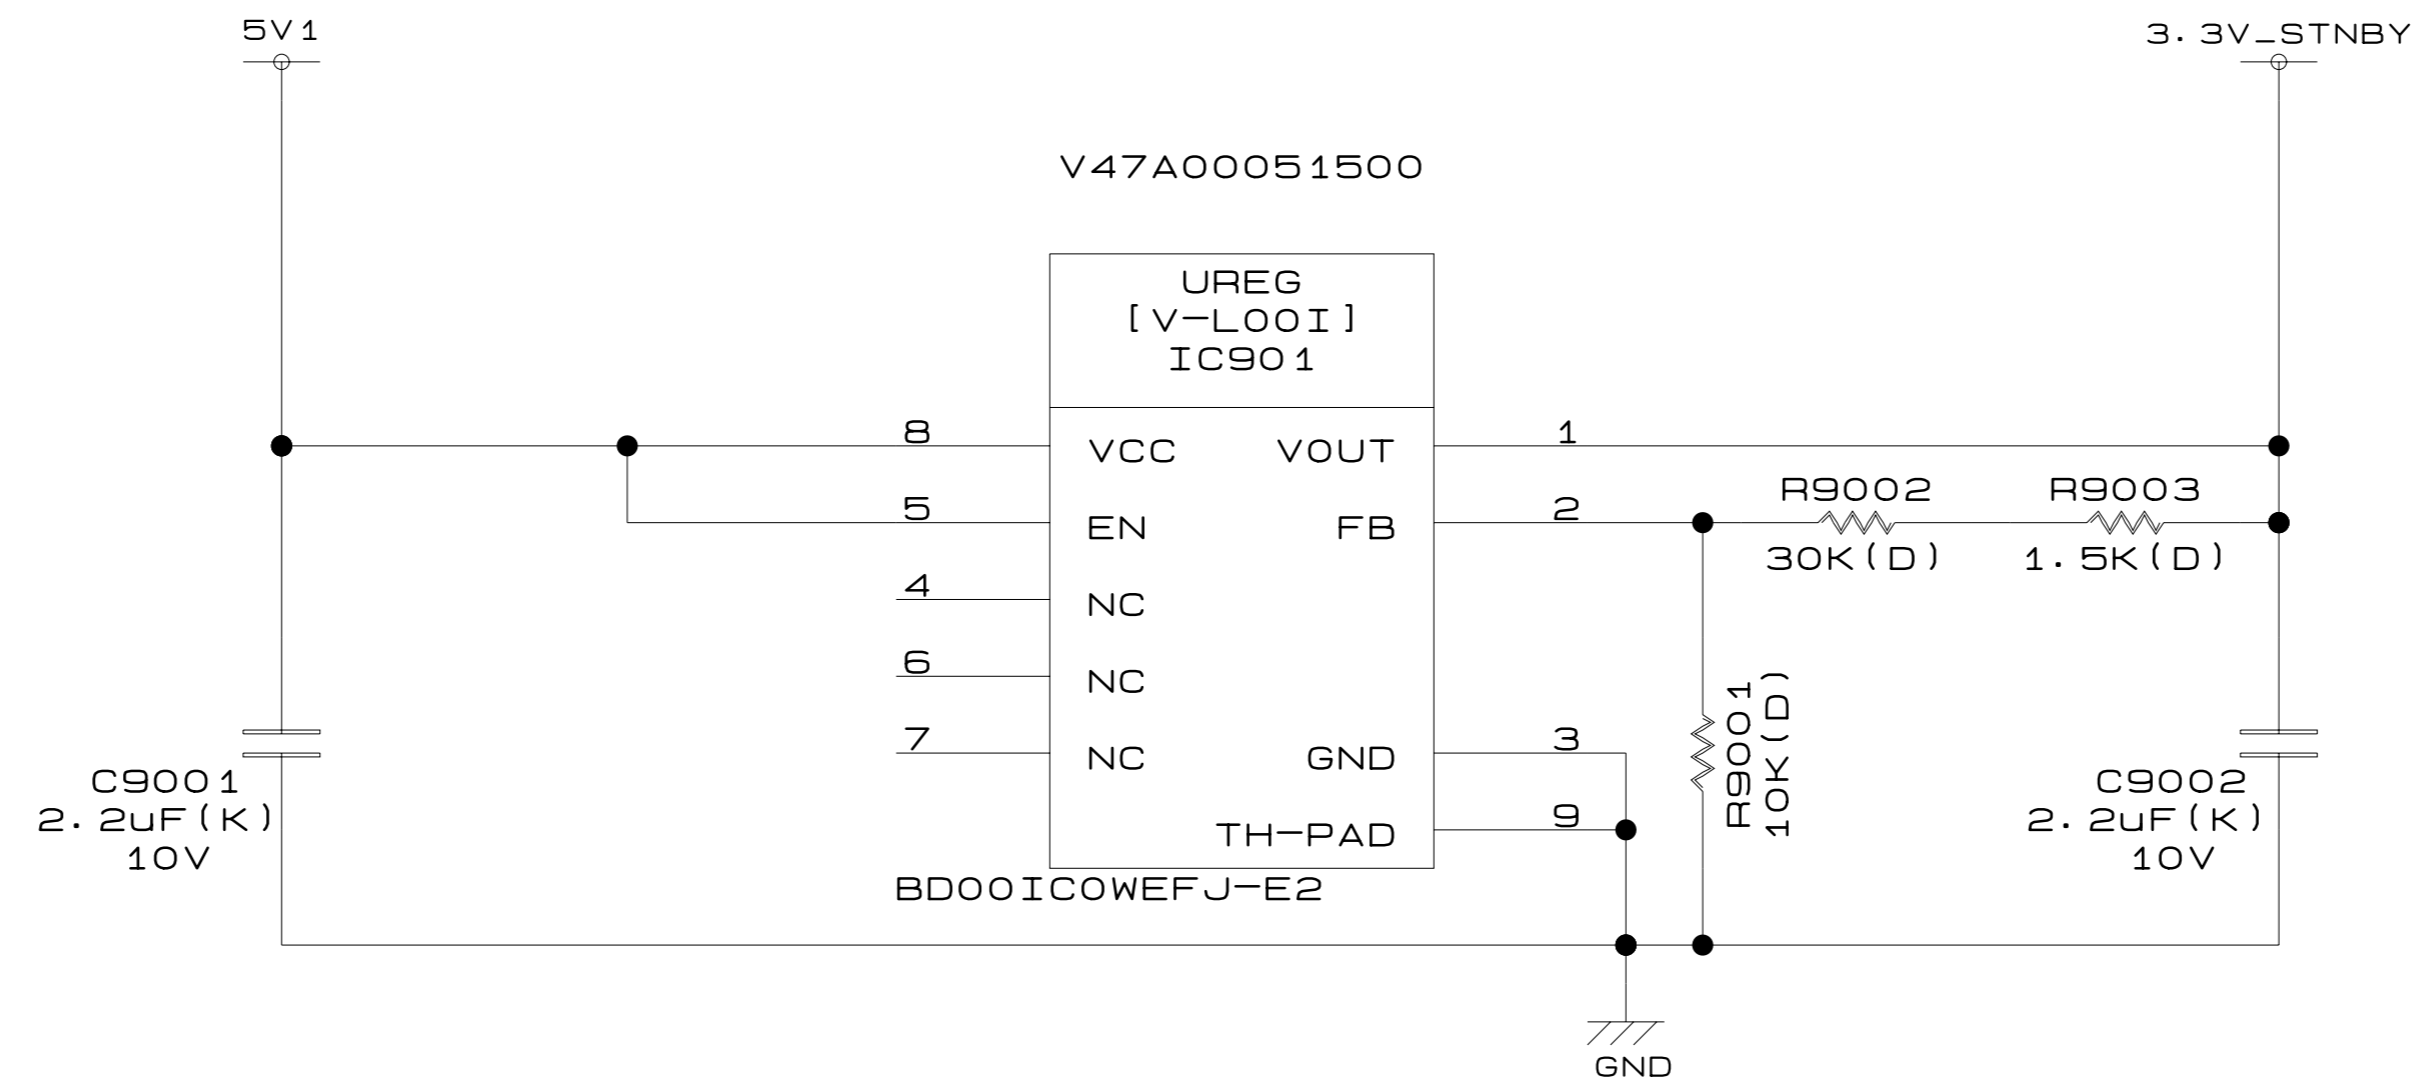 5V1
3.3V_STNBY
V47A00051500
UREG
[V-L00I]
IC901
8
VCC
VOUT
1
5
EN
FB
2
R9002
30K(D)
R9003
1.5K(D)
4
NC
6
NC
7
NC
GND
3
TH-PAD
9
R9001
10K(D)
C9001
2.2uF(K)
10V
C9002
2.2uF(K)
10V
BD00IC0WEFJ-E2
GND